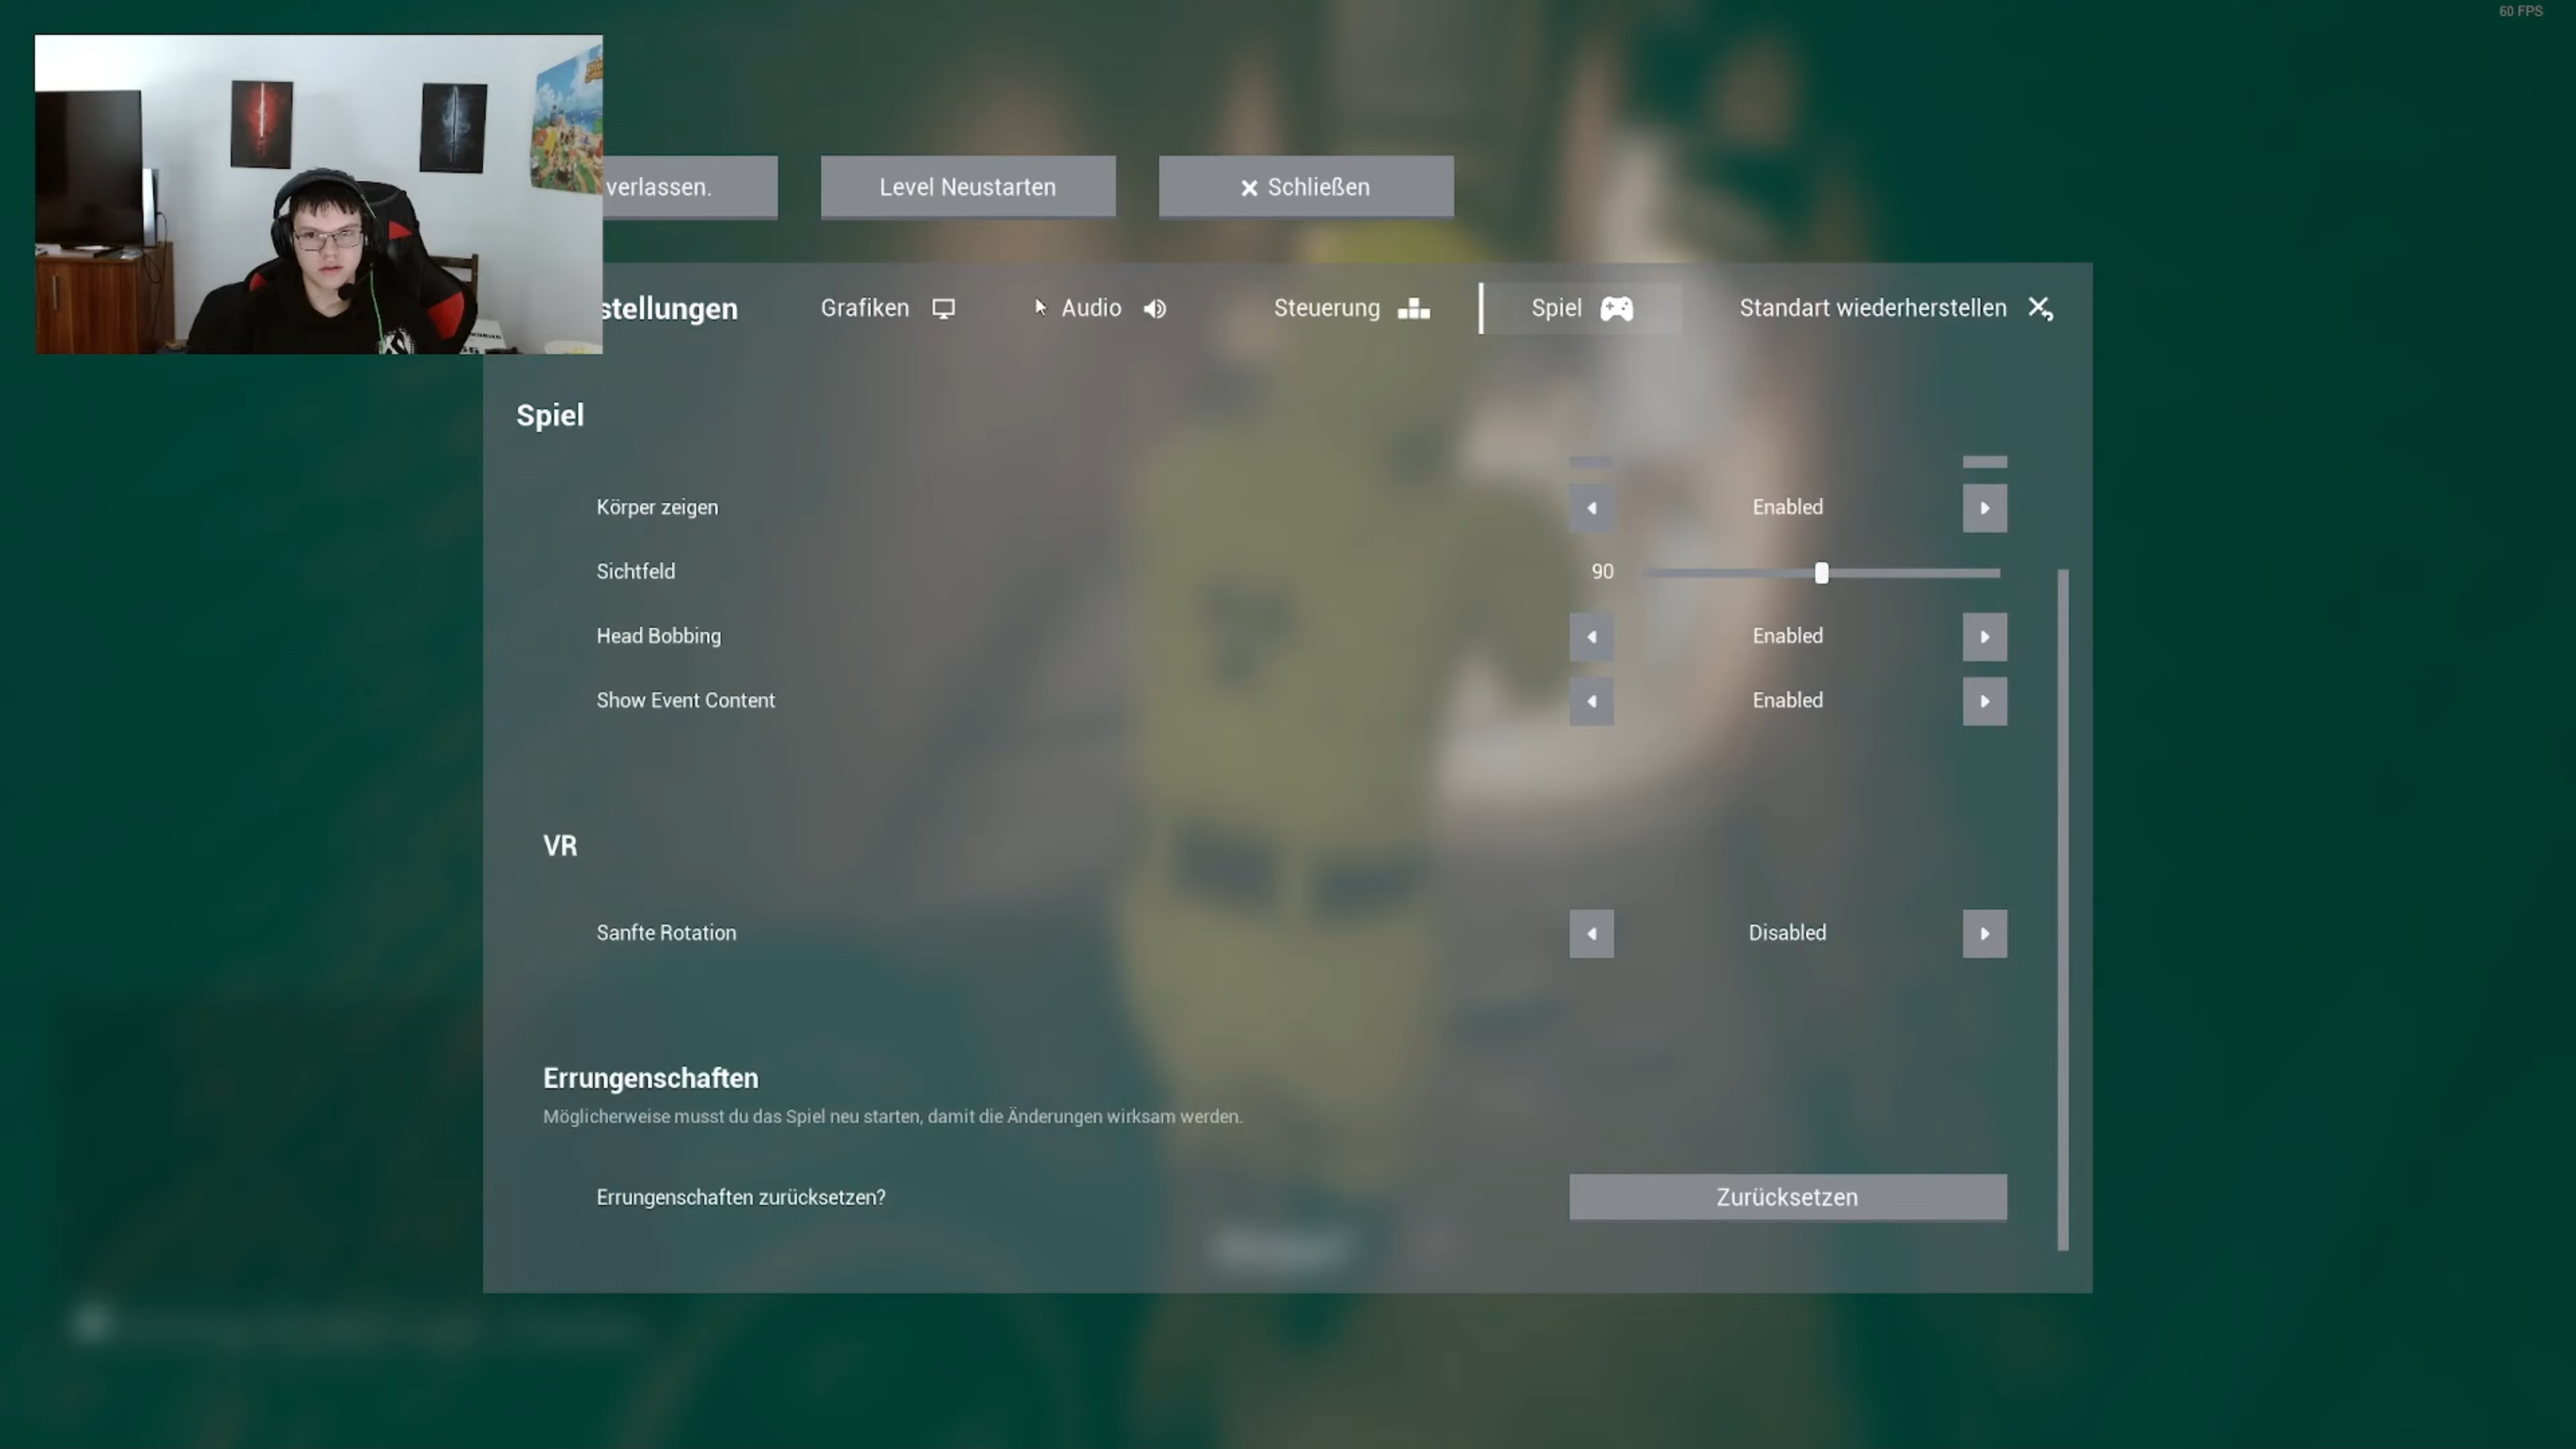 60 FPS
verlassen.
Level Neustarten
Schließen
stellungen
Grafiken
Audio
Steuerung
Spiel
Standart wiederherstellen
Spiel
Körper zeigen
Enabled
Sichtfeld
90
Head Bobbing
Enabled
Show Event Content
Enabled
VR
Sanfte Rotation
Disabled
Errungenschaften
Möglicherweise musst du das Spiel neu starten, damit die Änderungen wirksam werden.
Errungenschaften zurücksetzen?
Zurücksetzen